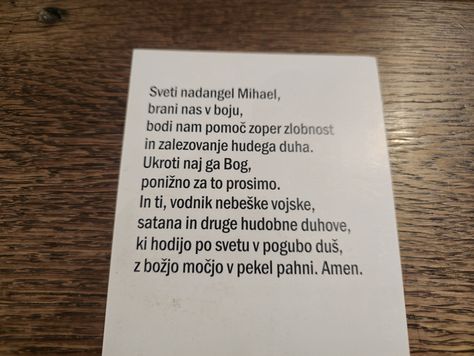 Sveti nadangel Mihael,
brani nas v boju,
bodi nam pomoč zoper zlobnost
in zalezovanje hudega duha.
Ukroti naj ga Bog,
ponižno za to prosimo.
In ti, vodnik nebeške vojske,
satana in druge hudobne duhove,
ki hodijo po svetu v pogubo duš,
z božjo močjo v pekel pahni. Amen.